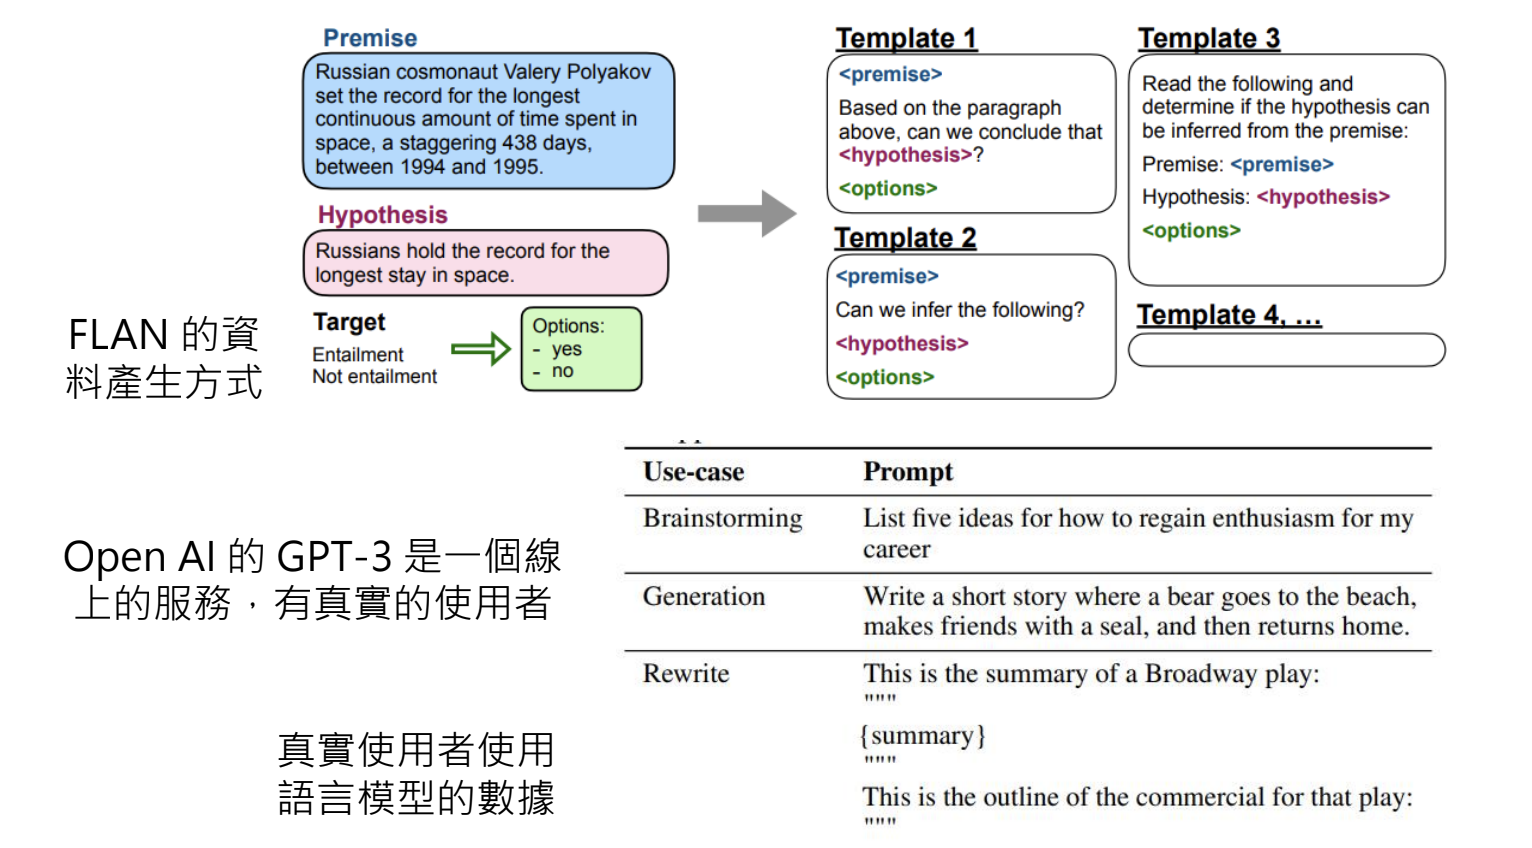 Premise
Russian cosmonaut Valery Polyakov
set the record for the longest
continuous amount of time spent in
space, a staggering 438 days,
between 1994 and 1995.
Hypothesis
Russians hold the record for the
longest stay in space.
Target
Entailment
Not entailment
Options:
- yes
- no
Template 1
<premise>
Based on the paragraph
above, can we conclude that
<hypothesis>?
<options>
Template 2
<premise>
Can we infer the following?
<hypothesis>
<options>
Template 3
Read the following and
determine if the hypothesis can
be inferred from the premise:
Premise: <premise>
Hypothesis: <hypothesis>
<options>
Template 4, ...
FLAN 的資
料產生方式
Open AI 的 GPT-3 是一個線
上的服務，有真實的使用者
真實使用者使用
語言模型的數據
Use-case Prompt
Brainstorming List five ideas for how to regain enthusiasm for my
career
Generation Write a short story where a bear goes to the beach,
makes friends with a seal, and then returns home.
Rewrite This is the summary of a Broadway play:
"""
{summary}
"""
This is the outline of the commercial for that play:
"""